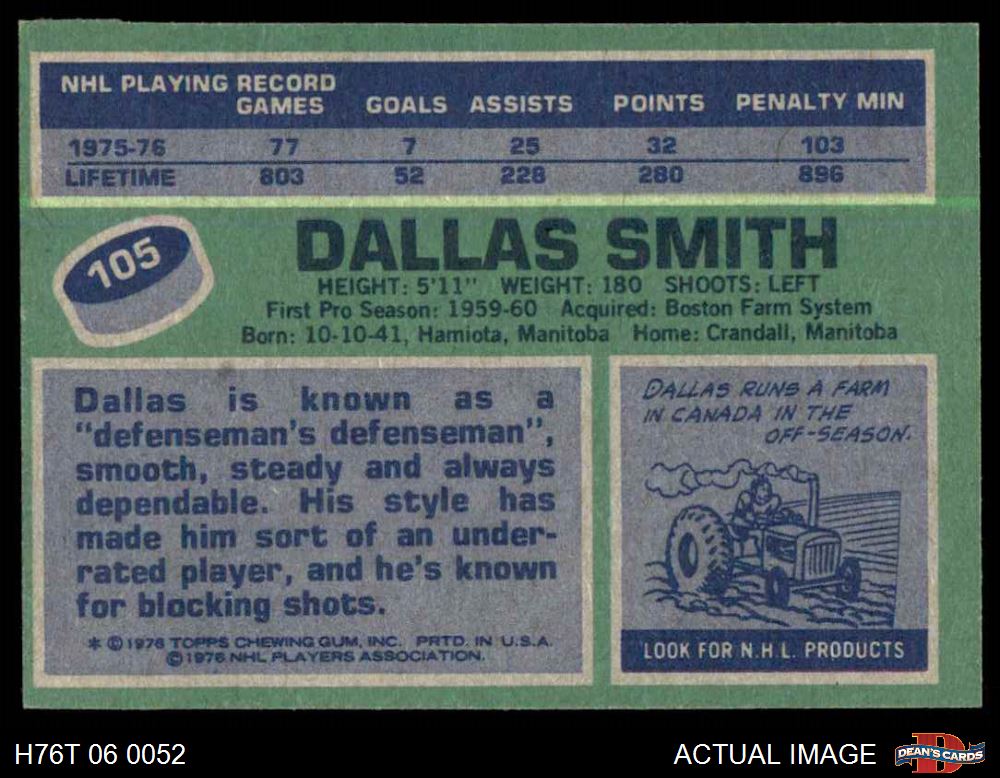 NHL PLAYING RECORD
GAMES GOALS ASSISTS POINTS PENALTY MIN
1975-76 77 7 25 32 103
LIFETIME 803 52 228 280 896
105
DALLAS SMITH
HEIGHT: 5'11" WEIGHT: 180 SHOOTS: LEFT
First Pro Season: 1959-60 Acquired: Boston Farm System
Born: 10-10-41, Hamiota, Manitoba Home: Crandall, Manitoba
Dallas is known as a
"defenseman's defenseman",
smooth, steady and always
dependable. His style has
made him sort of an under-
rated player, and he's known
for blocking shots.
* © 1976 TOPPS CHEWING GUM, INC. PRTD. IN U.S.A.
© 1976 NHL PLAYERS ASSOCIATION.
DALLAS RUNS A FARM
IN CANADA IN THE
OFF-SEASON.
LOOK FOR N.H.L. PRODUCTS
H76T 06 0052
ACTUAL IMAGE
D
DEAN'S CARDS